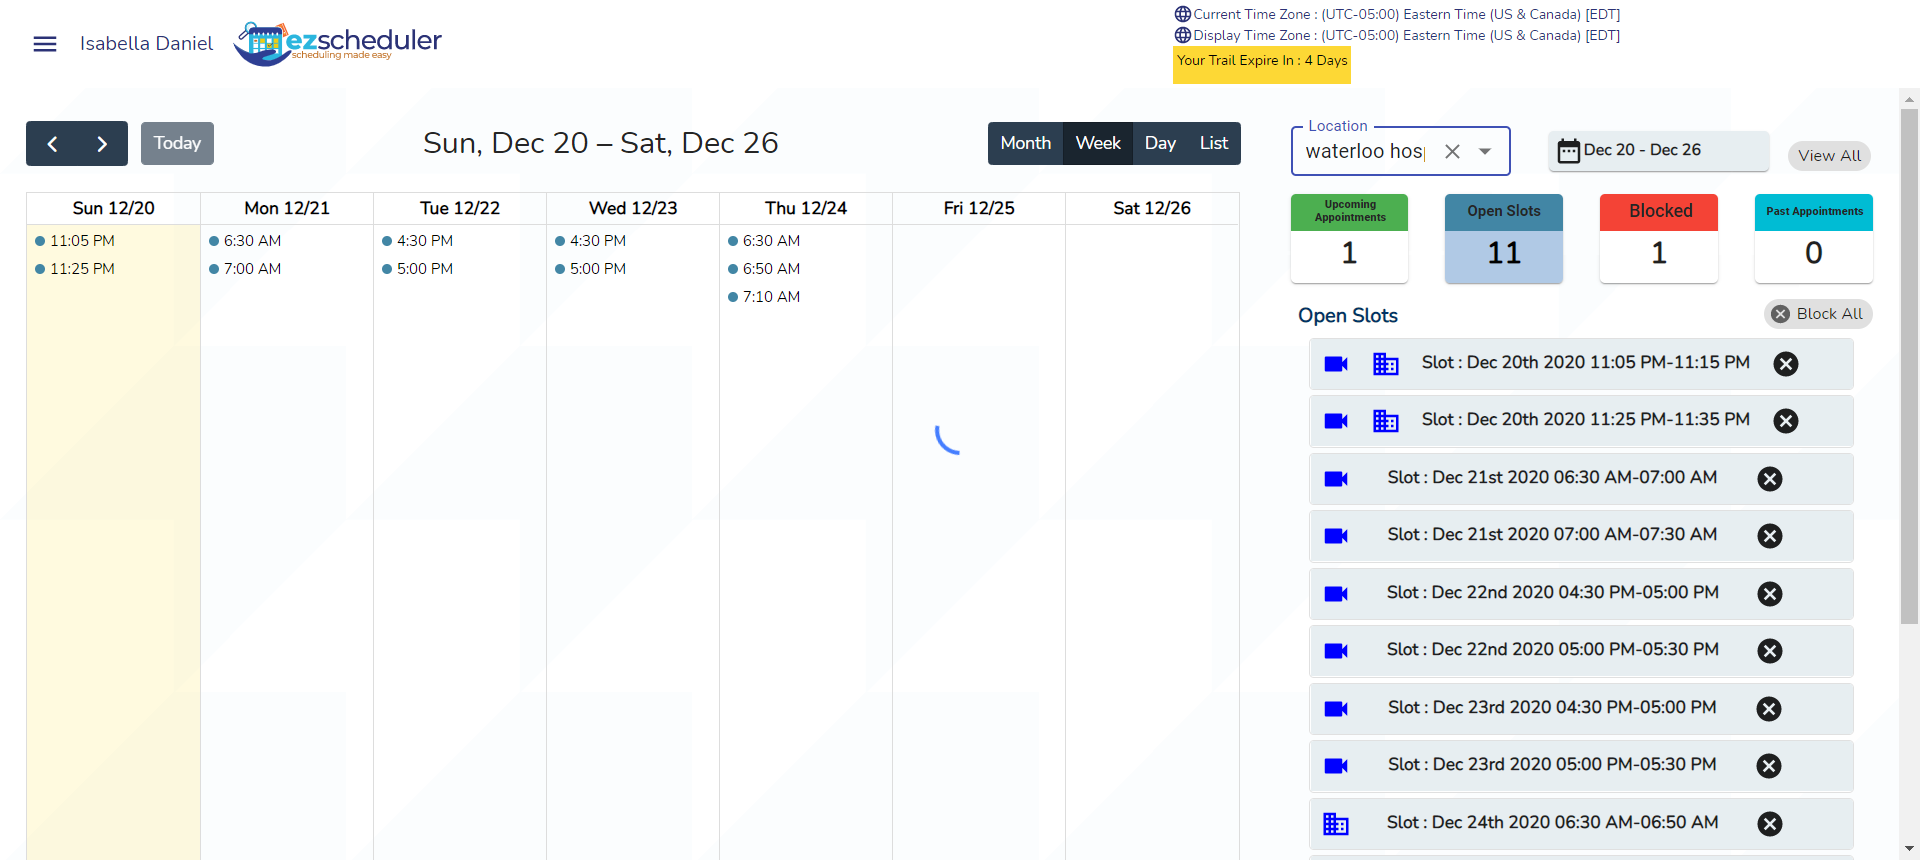 Isabella Daniel
ezscheduler
scheduling made easy
Current Time Zone : (UTC-05:00) Eastern Time (US & Canada) [EDT]
Display Time Zone : (UTC-05:00) Eastern Time (US & Canada) [EDT]
Your Trail Expire In : 4 Days
Today
Sun, Dec 20 – Sat, Dec 26
Month Week Day List
Location
waterloo hos
Dec 20 - Dec 26
View All
Sun 12/20 Mon 12/21 Tue 12/22 Wed 12/23 Thu 12/24 Fri 12/25 Sat 12/26
11:05 PM 6:30 AM 4:30 PM 4:30 PM 6:30 AM
11:25 PM 7:00 AM 5:00 PM 5:00 PM 6:50 AM
7:10 AM
Upcoming
Appointments
1
Open Slots
11
Blocked
1
Past Appointments
0
Open Slots
Block All
Slot : Dec 20th 2020 11:05 PM-11:15 PM
Slot : Dec 20th 2020 11:25 PM-11:35 PM
Slot : Dec 21st 2020 06:30 AM-07:00 AM
Slot : Dec 21st 2020 07:00 AM-07:30 AM
Slot : Dec 22nd 2020 04:30 PM-05:00 PM
Slot : Dec 22nd 2020 05:00 PM-05:30 PM
Slot : Dec 23rd 2020 04:30 PM-05:00 PM
Slot : Dec 23rd 2020 05:00 PM-05:30 PM
Slot : Dec 24th 2020 06:30 AM-06:50 AM